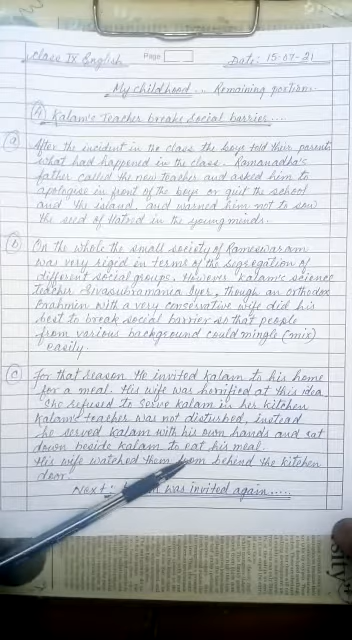 Class IX English Page Date: 15-07-21
My childhood... Remaining portion..
④ Kalam's Teacher breaks social barrier....
ⓐ After the incident in the class the boys told their parents
what had happened in the class. Ramanadha's
father called the new teacher and asked him to
apologise in front of the boys or quit the school
and the island, and warned him not to sow
the seed of Hatred in the young minds.
ⓑ On the whole the small society of Rameswaram
was very rigid in terms of the segregation of
different social groups. However Kalam's science
teacher Sivasubramania Iyer, though an orthodox
Brahmin with a very conservative wife did his
best to break social barrier so that people
from various background could mingle (mix)
easily.
ⓒ For that reason He invited Kalam to his home
for a meal. His wife was horrified at this idea,
She refused to serve Kalam in her kitchen
Kalam's teacher was not disturbed, instead
he served Kalam with his own hands and sat
down beside Kalam to eat his meal.
His wife watched them from behend the kitchen
door.
Next: was invited again.....